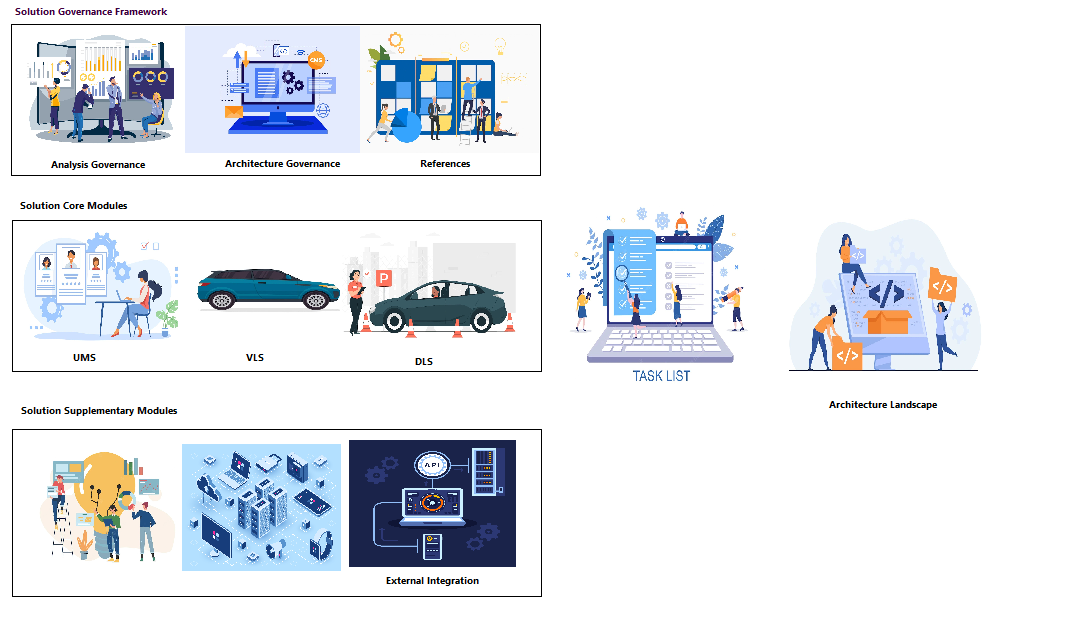 Solution Governance Framework
CNS
Analysis Governance
Architecture Governance
References
Solution Core Modules
P
UMS
VLS
DLS
</>
</>
</>
</>
TASK LIST
Architecture Landscape
Solution Supplementary Modules
API
External Integration